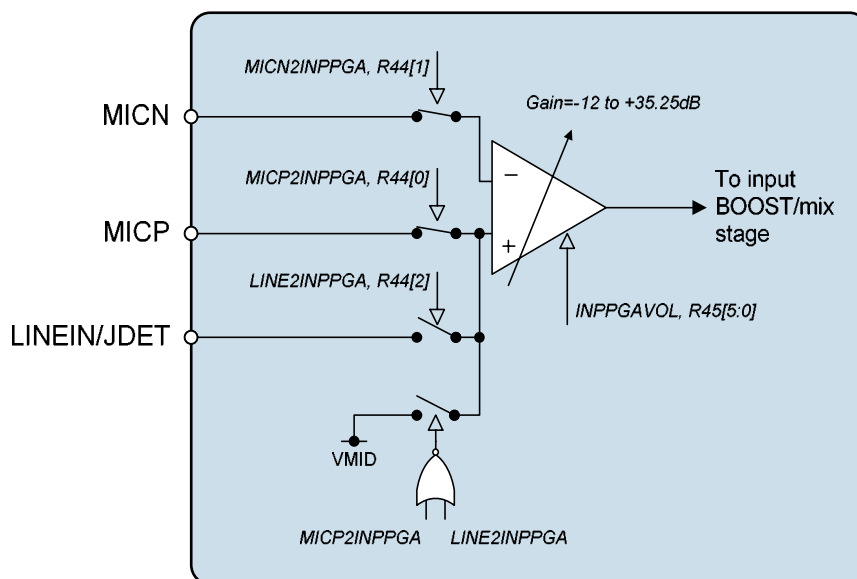 MICN2INPPGA, R44[1]
Gain=-12 to +35.25dB
MICN
MICP2INPPGA, R44[0]
−
To input
BOOST/mix
stage
MICP
+
LINE2INPPGA, R44[2]
INPPGAVOL, R45[5:0]
LINEIN/JDET
VMID
MICP2INPPGA LINE2INPPGA